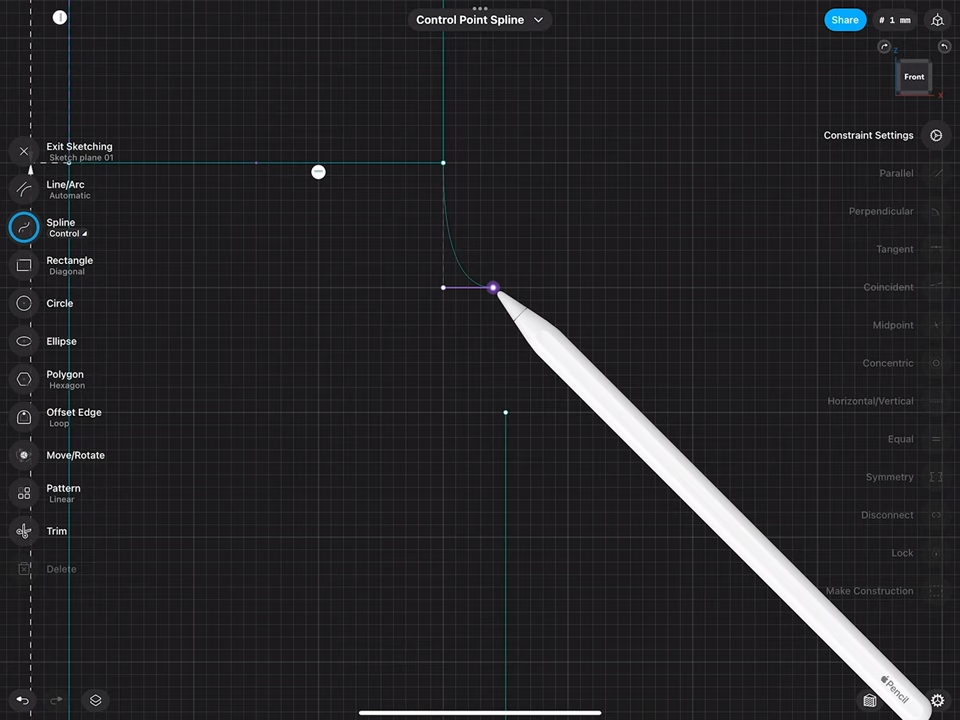 Control Point Spline
Share
# 1 mm
Z
Front
X
Exit Sketching
Sketch plane 01
Line/Arc
Automatic
Spline
Control
Rectangle
Diagonal
Circle
Ellipse
Polygon
Hexagon
Offset Edge
Loop
Move/Rotate
Pattern
Linear
Trim
Delete
Constraint Settings
Parallel
Perpendicular
Tangent
Coincident
Midpoint
Concentric
Horizontal/Vertical
Equal
Symmetry
Disconnect
Lock
Make Construction
Pencil